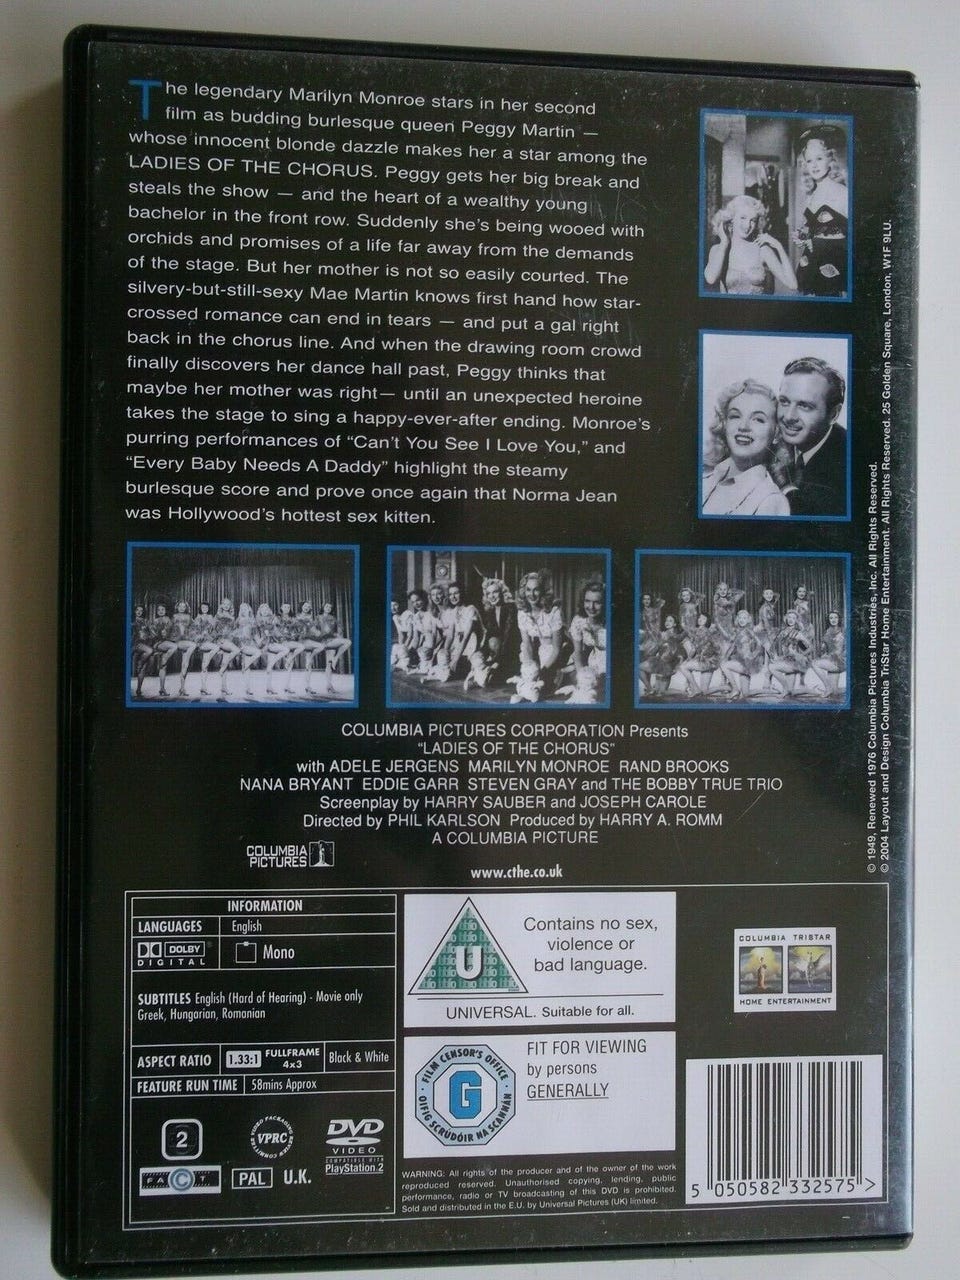 The legendary Marilyn Monroe stars in her second
film as budding burlesque queen Peggy Martin —
whose innocent blonde dazzle makes her a star among the
LADIES OF THE CHORUS. Peggy gets her big break and
steals the show — and the heart of a wealthy young
bachelor in the front row. Suddenly she's being wooed with
orchids and promises of a life far away from the demands
of the stage. But her mother is not so easily courted. The
silvery-but-still-sexy Mae Martin knows first hand how star-
crossed romance can end in tears — and put a gal right
back in the chorus line. And when the drawing room crowd
finally discovers her dance hall past, Peggy thinks that
maybe her mother was right— until an unexpected heroine
takes the stage to sing a happy-ever-after ending. Monroe's
purring performances of "Can't You See I Love You," and
"Every Baby Needs A Daddy" highlight the steamy
burlesque score and prove once again that Norma Jean
was Hollywood's hottest sex kitten.
© 1949, Renewed 1976 Columbia Pictures Industries, Inc. All Rights Reserved.
© 2004 Layout and Design Columbia TriStar Home Entertainment. All Rights Reserved. 25 Golden Square, London, W1F 9LU.
COLUMBIA PICTURES CORPORATION Presents
"LADIES OF THE CHORUS"
with ADELE JERGENS MARILYN MONROE RAND BROOKS
NANA BRYANT EDDIE GARR STEVEN GRAY and THE BOBBY TRUE TRIO
Screenplay by HARRY SAUBER and JOSEPH CAROLE
Directed by PHIL KARLSON Produced by HARRY A. ROMM
A COLUMBIA PICTURE
COLUMBIA
PICTURES
www.cthe.co.uk
INFORMATION
LANGUAGES English
DOLBY
DIGITAL
Mono
SUBTITLES English (Hard of Hearing) - Movie only
Greek, Hungarian, Romanian
ASPECT RATIO 1.33:1 FULLFRAME 4x3 Black & White
FEATURE RUN TIME 58mins Approx
2
VIDEO PACKAGING REVIEW COMMITTEE
VPRC
DVD
VIDEO
COMPATIBLE WITH
PlayStation.2
FACT
PAL U.K.
U
Contains no sex,
violence or
bad language.
UNIVERSAL. Suitable for all.
FILM CENSOR'S OFFICE
G
OIFIG SCRÚDÓIR NA SCANNÁN
FIT FOR VIEWING
by persons
GENERALLY
WARNING: All rights of the producer and of the owner of the work
reproduced reserved. Unauthorised copying, lending, public
performance, radio or TV broadcasting of this DVD is prohibited.
Sold and distributed in the E.U. by Universal Pictures (UK) limited.
COLUMBIA TRISTAR
HOME ENTERTAINMENT
5 050582 332575 >